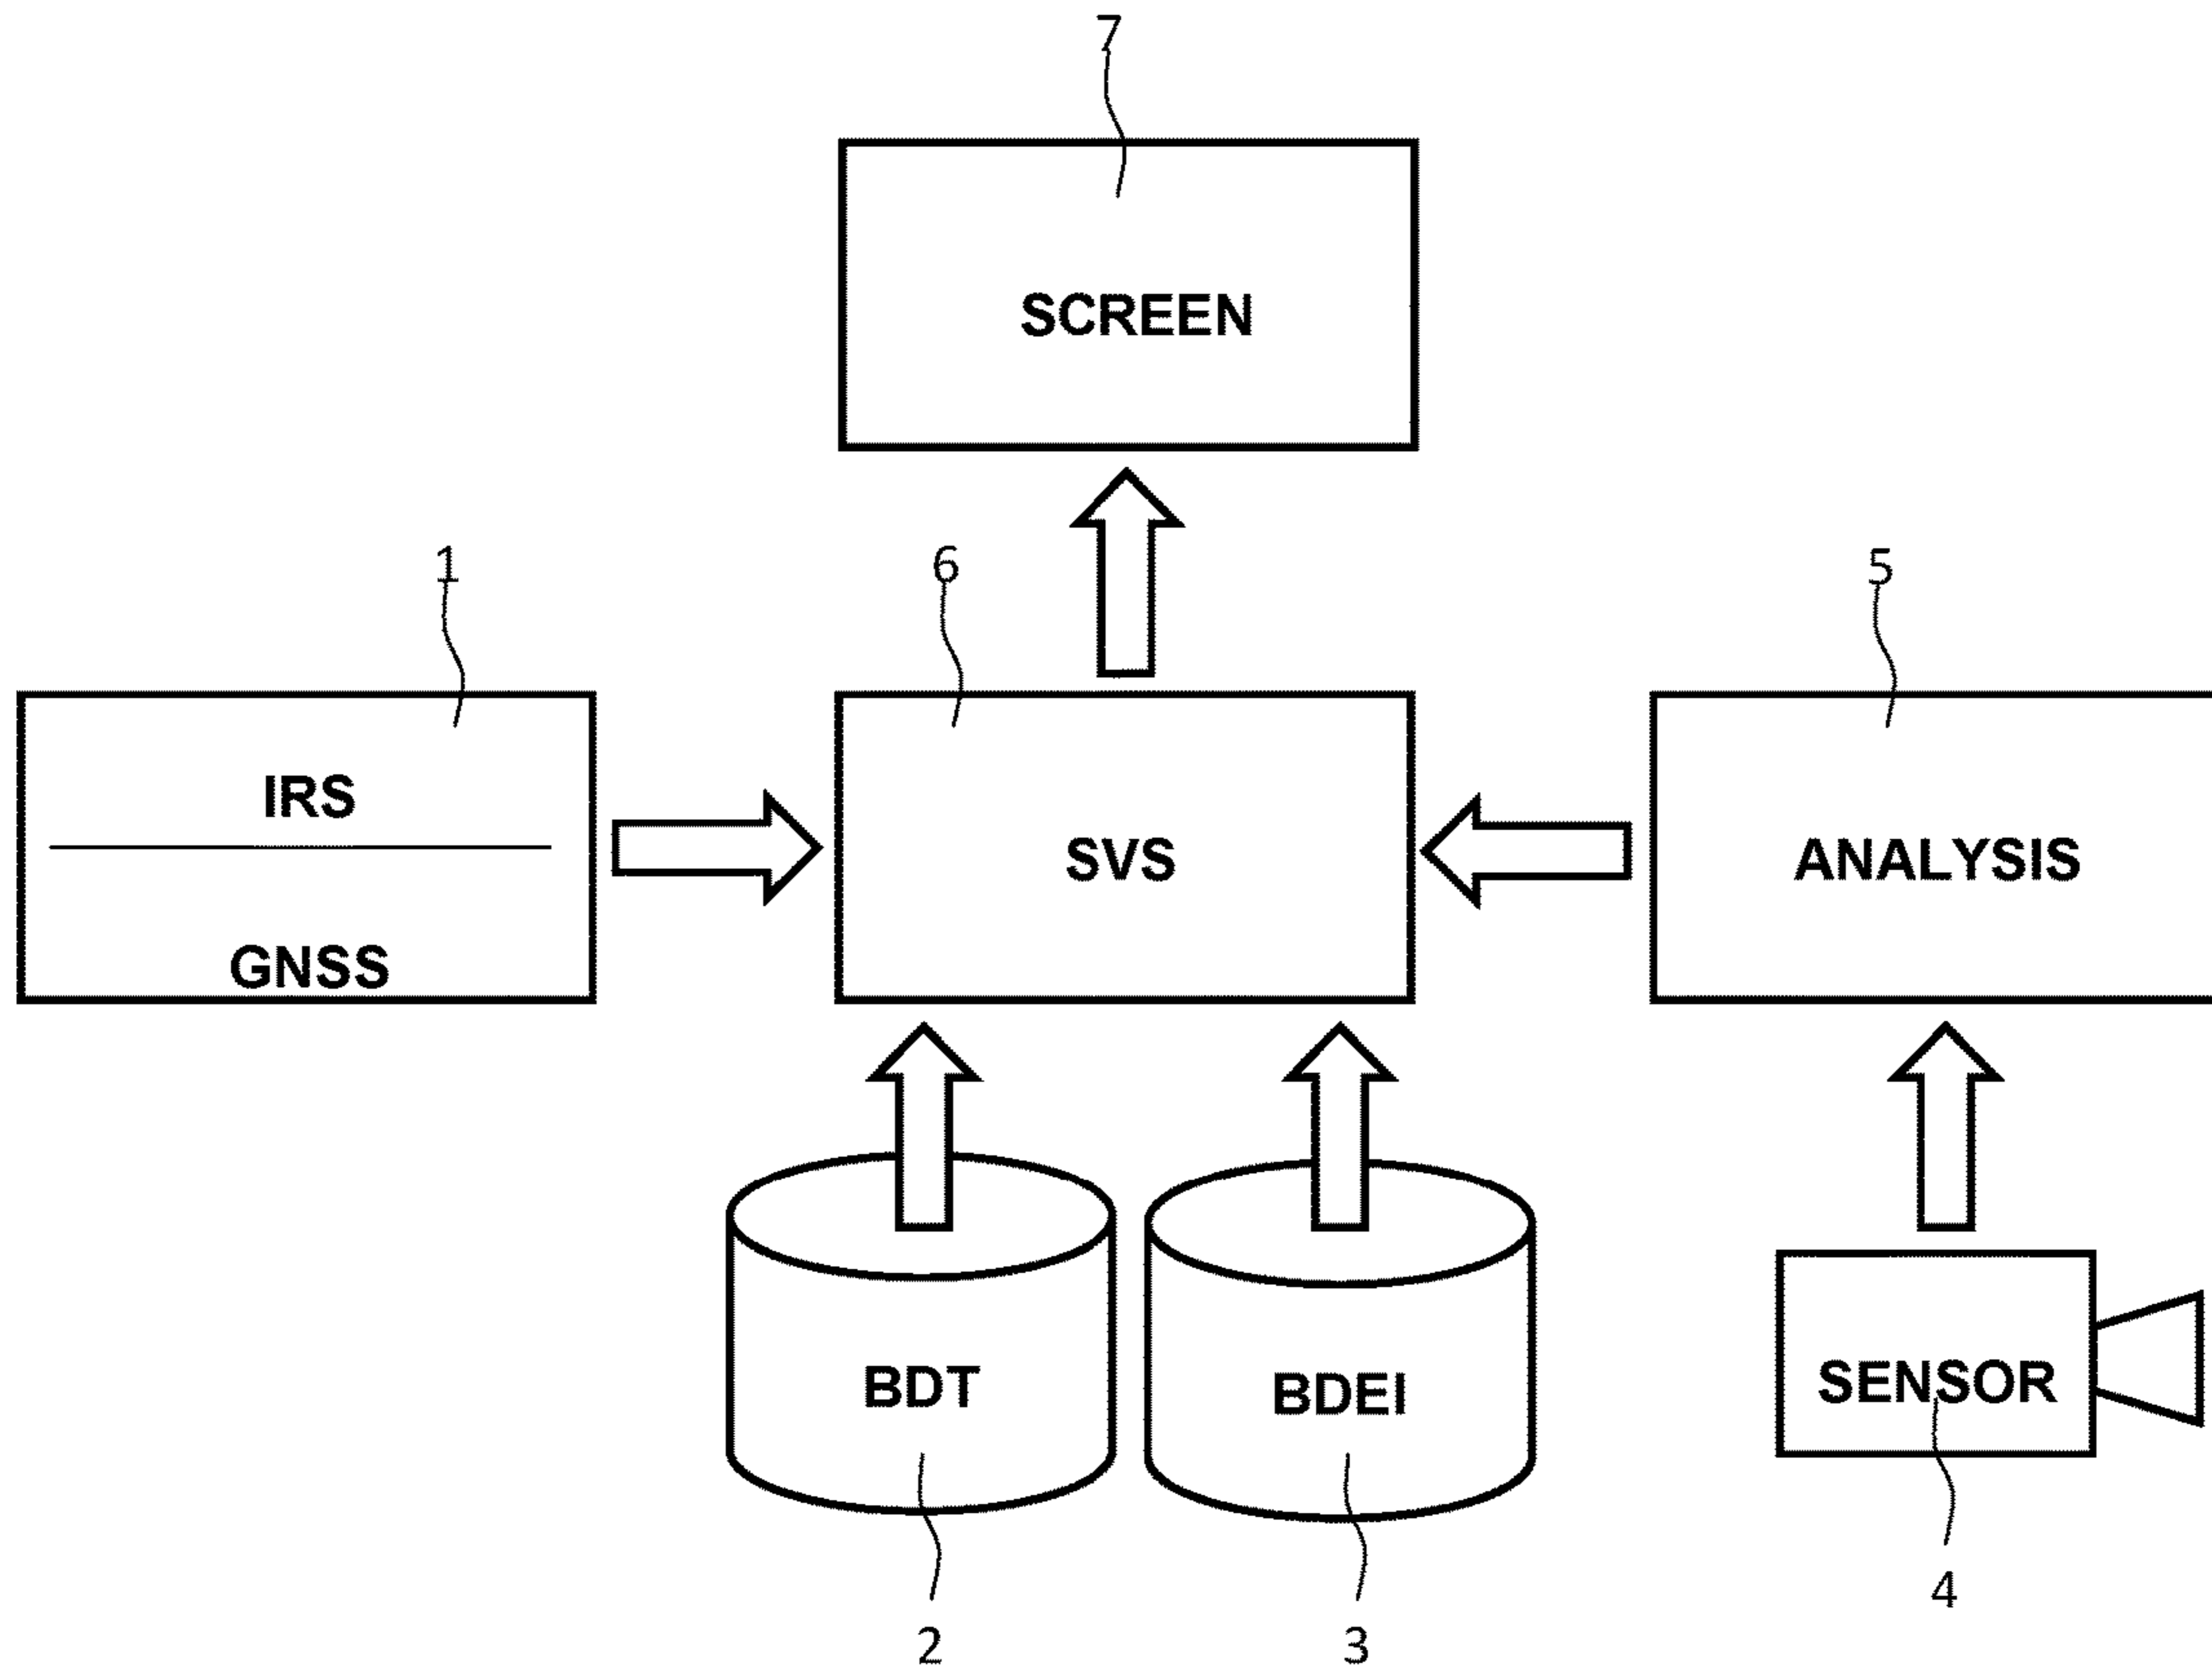 7
SCREEN
1
6
5
IRS
GNSS
SVS
ANALYSIS
BDT
BDEI
SENSOR
4
2
3